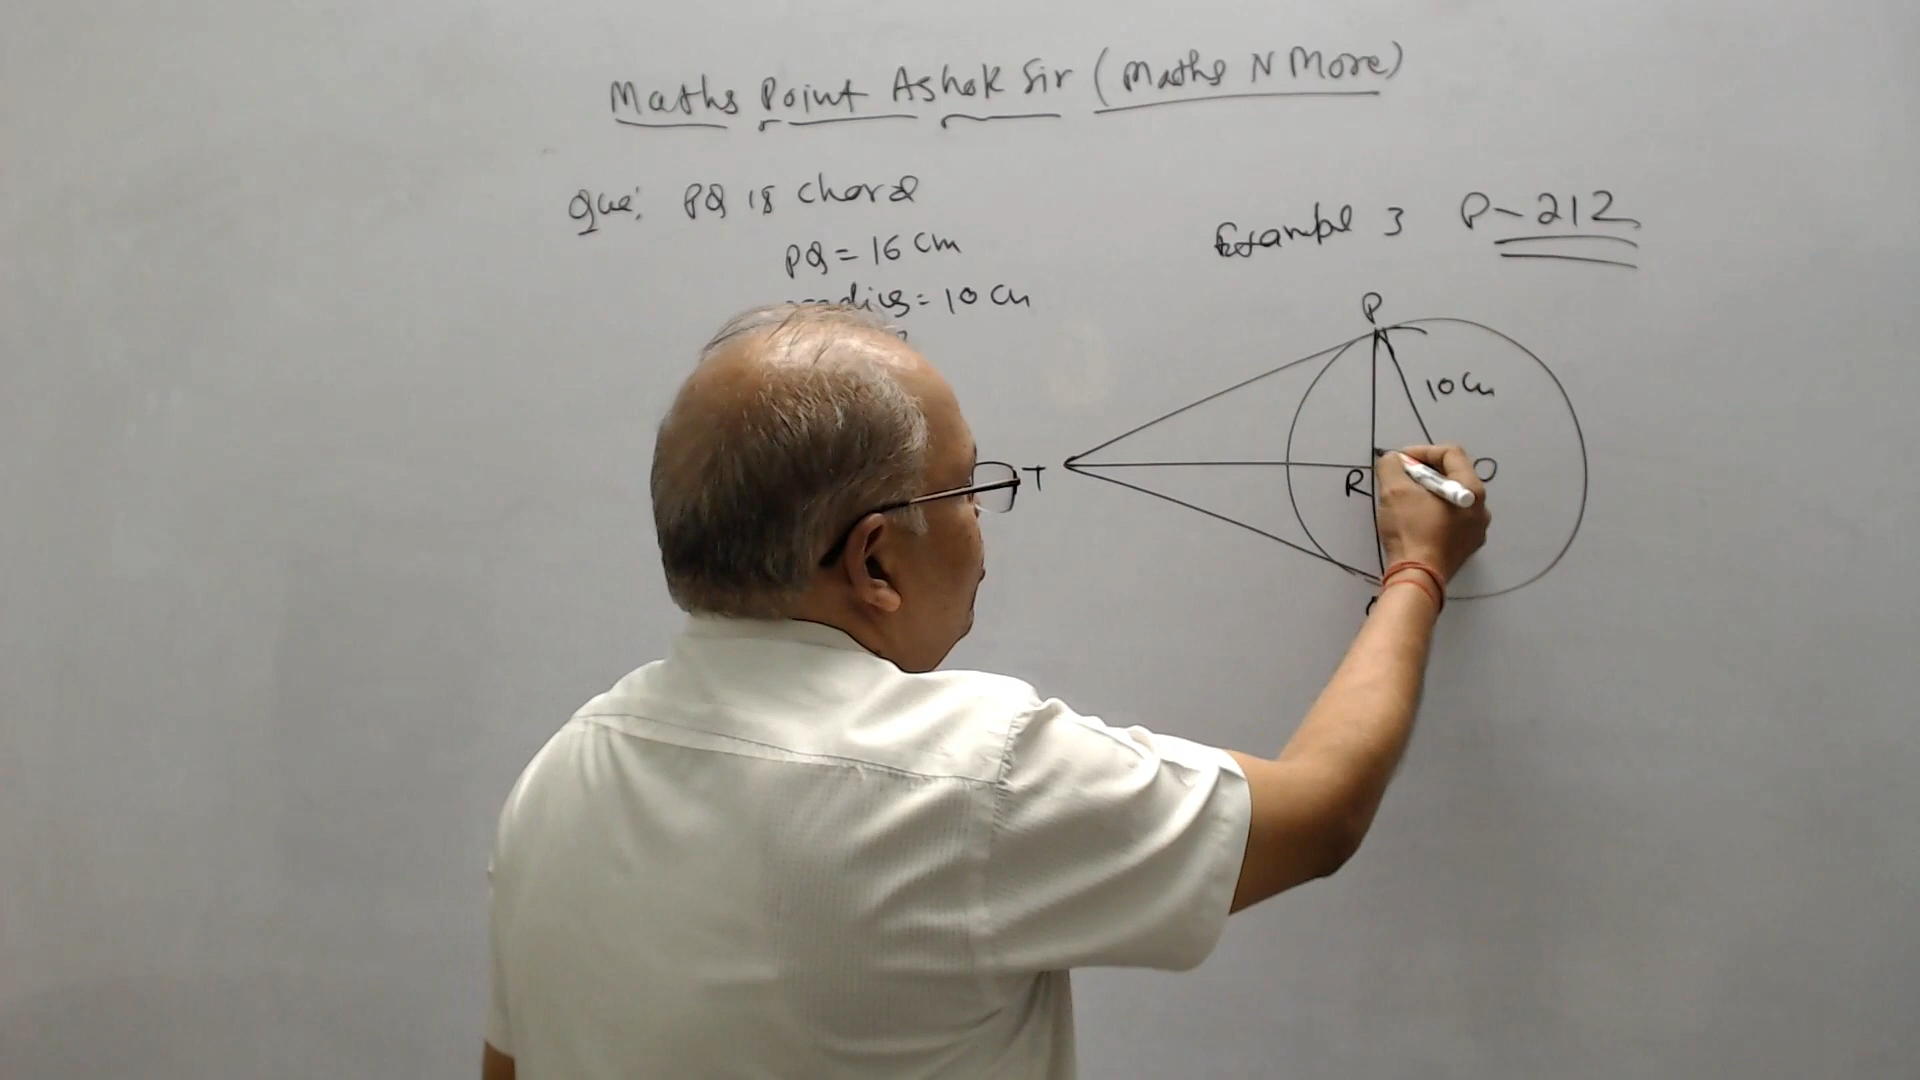 Maths Point Ashok Sir (Maths N More)
Que: PQ is chord
PQ = 16 cm
radius = 10 cm
Example 3 P-212
P
10 cm
T
R
O